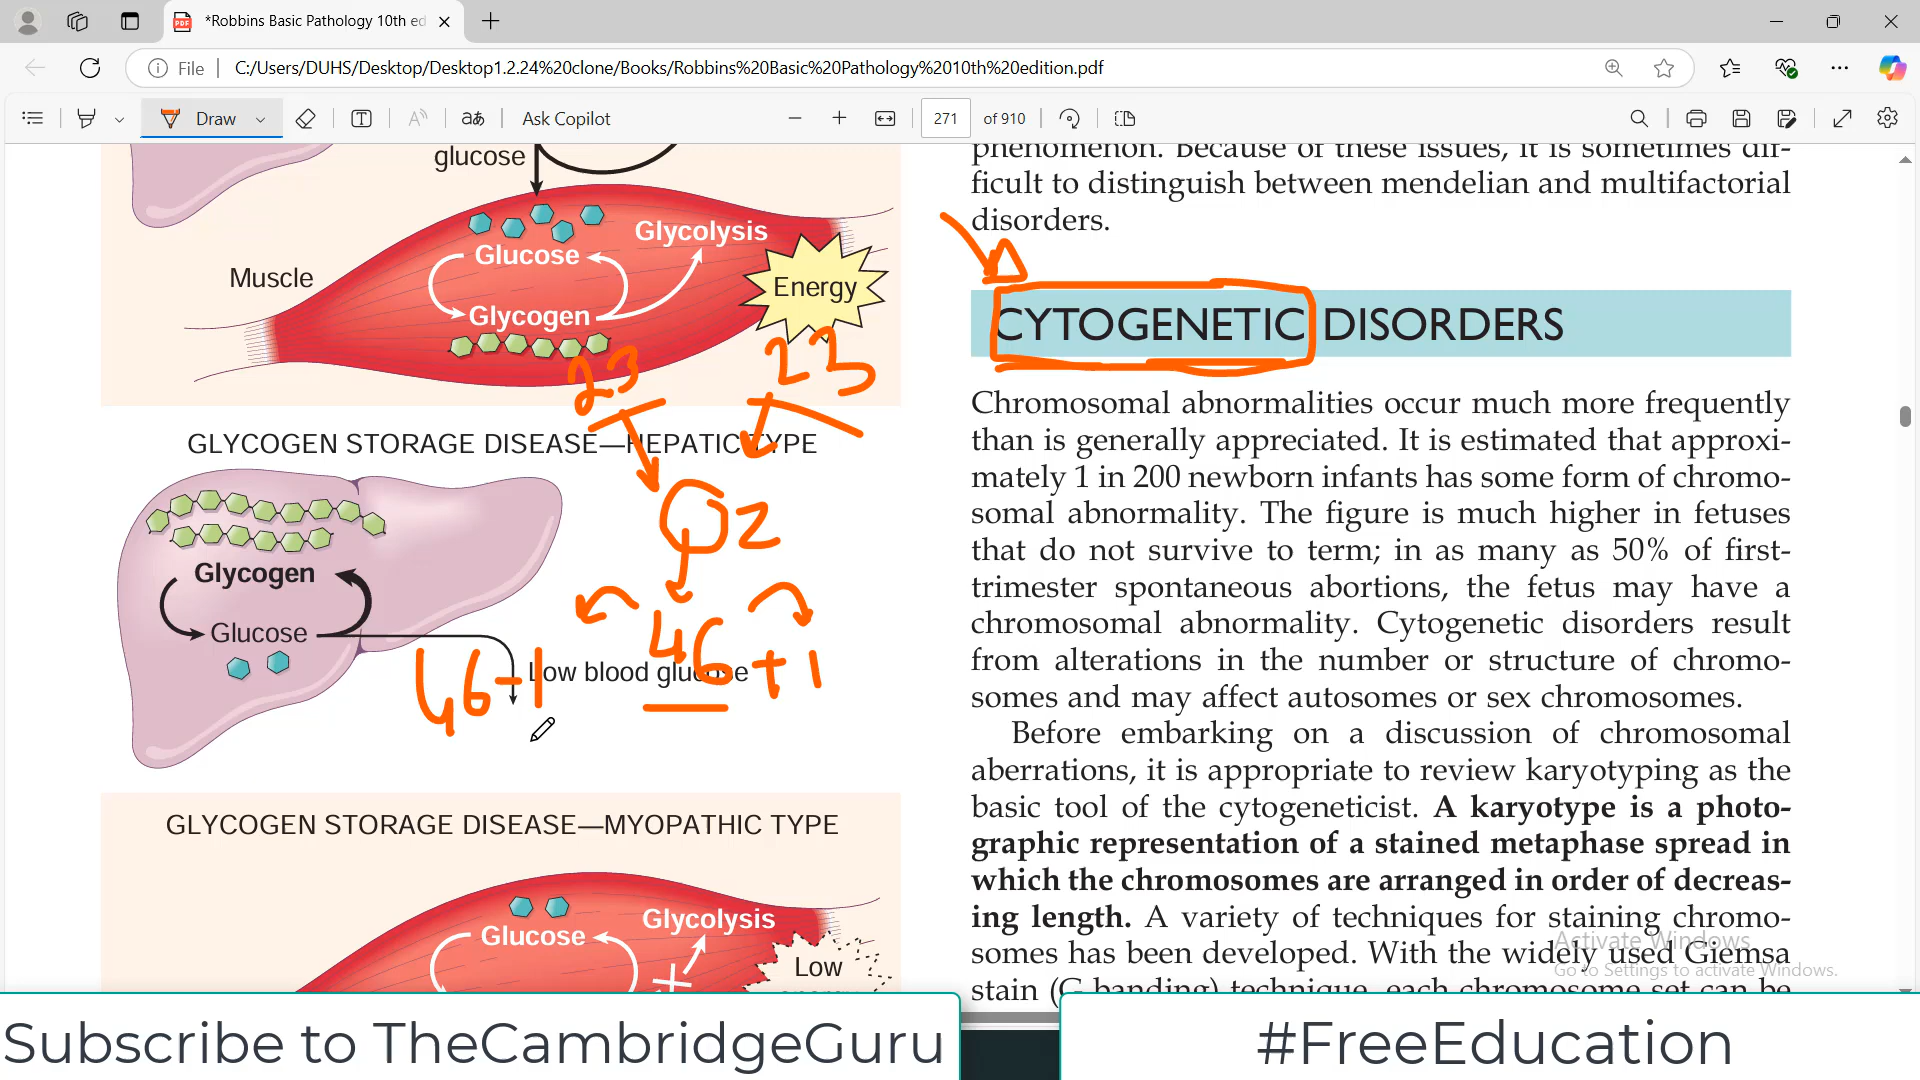 *Robbins Basic Pathology 10th ed
File
C:/Users/DUHS/Desktop/Desktop1.2.24%20clone/Books/Robbins%20Basic%20Pathology%2010th%20edition.pdf
Draw
Ask Copilot
271 of 910
glucose
Glucose
Glycolysis
Muscle
Glycogen
Energy
23
23
GLYCOGEN STORAGE DISEASE—HEPATIC TYPE
2
Glycogen
Glucose
46
+1
46-1
Low blood glucose
GLYCOGEN STORAGE DISEASE—MYOPATHIC TYPE
Glycolysis
Glucose
Low
phenomenon. Because of these issues, it is sometimes dif-
ficult to distinguish between mendelian and multifactorial
disorders.
CYTOGENETIC DISORDERS
Chromosomal abnormalities occur much more frequently
than is generally appreciated. It is estimated that approxi-
mately 1 in 200 newborn infants has some form of chromo-
somal abnormality. The figure is much higher in fetuses
that do not survive to term; in as many as 50% of first-
trimester spontaneous abortions, the fetus may have a
chromosomal abnormality. Cytogenetic disorders result
from alterations in the number or structure of chromo-
somes and may affect autosomes or sex chromosomes.
Before embarking on a discussion of chromosomal
aberrations, it is appropriate to review karyotyping as the
basic tool of the cytogeneticist. A karyotype is a photo-
graphic representation of a stained metaphase spread in
which the chromosomes are arranged in order of decreas-
ing length. A variety of techniques for staining chromo-
somes has been developed. With the widely used Giemsa
stain (G banding) technique, each chromosome set can be
Activate Windows
Go to Settings to activate Windows.
Subscribe to TheCambridgeGuru
#FreeEducation